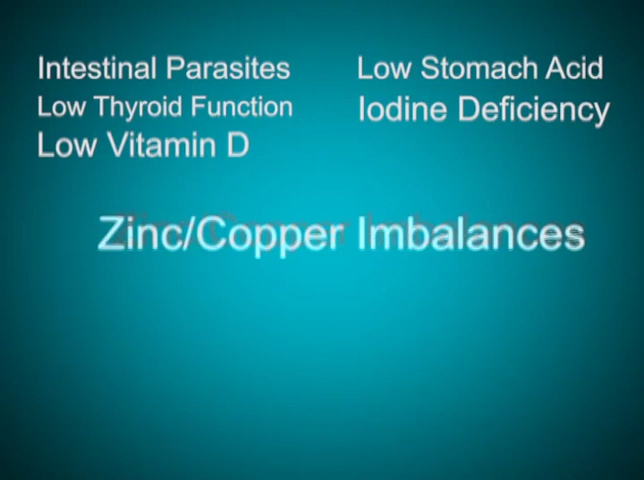 Intestinal Parasites
Low Stomach Acid
Low Thyroid Function
Iodine Deficiency
Low Vitamin D
Zinc/Copper Imbalances